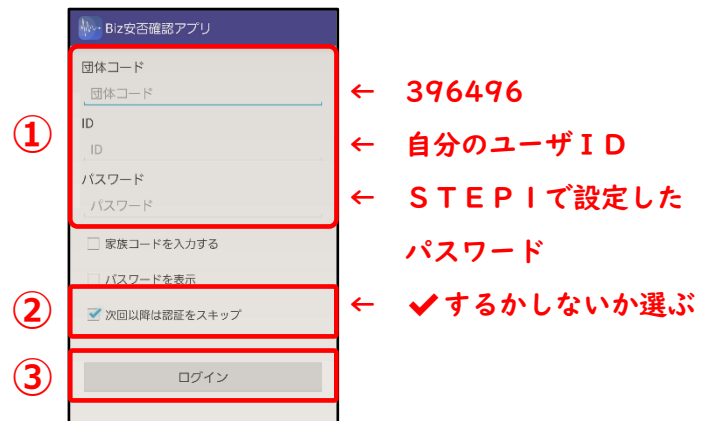 Biz安否確認アプリ
団体コード
団体コード
← 396496
①
ID
ID
← 自分のユーザＩＤ
パスワード
パスワード
← ＳＴＥＰ１で設定した
パスワード
家族コードを入力する
パスワードを表示
②
次回以降は認証をスキップ
← ✔するかしないか選ぶ
③
ログイン